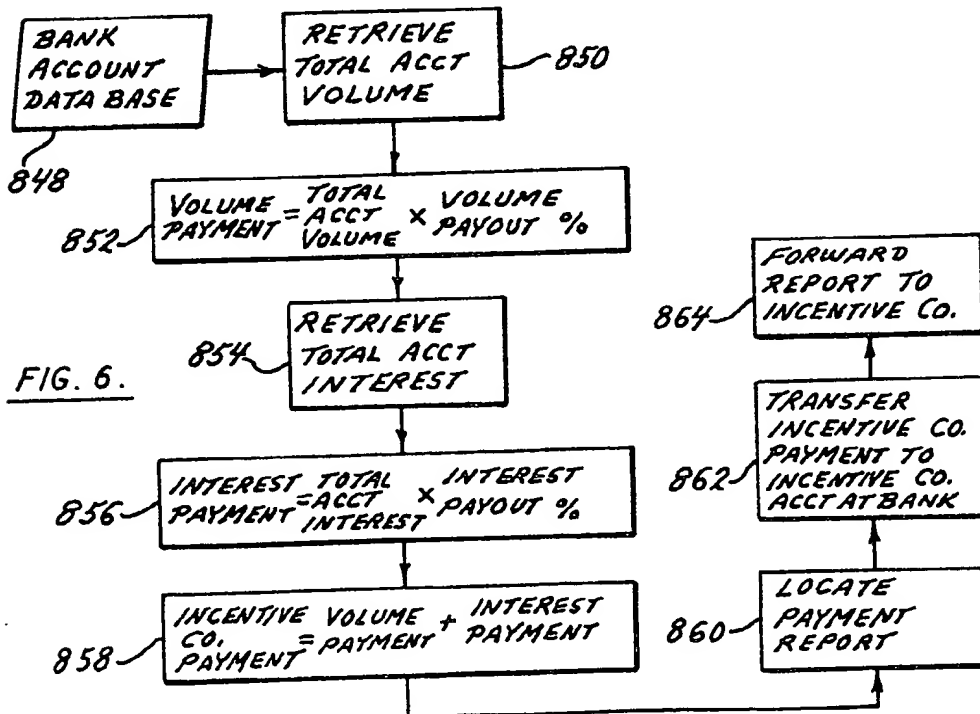 BANK
ACCOUNT
DATA BASE
848
RETRIEVE
TOTAL ACCT
VOLUME
850
VOLUME PAYMENT = TOTAL ACCT VOLUME × VOLUME PAYOUT %
852
RETRIEVE
TOTAL ACCT
INTEREST
854
FIG. 6.
INTEREST PAYMENT = TOTAL ACCT INTEREST × INTEREST PAYOUT %
856
INCENTIVE CO. PAYMENT = VOLUME PAYMENT + INTEREST PAYMENT
858
LOCATE
PAYMENT
REPORT
860
TRANSFER
INCENTIVE CO.
PAYMENT TO
INCENTIVE CO.
ACCT AT BANK
862
FORWARD
REPORT TO
INCENTIVE CO.
864